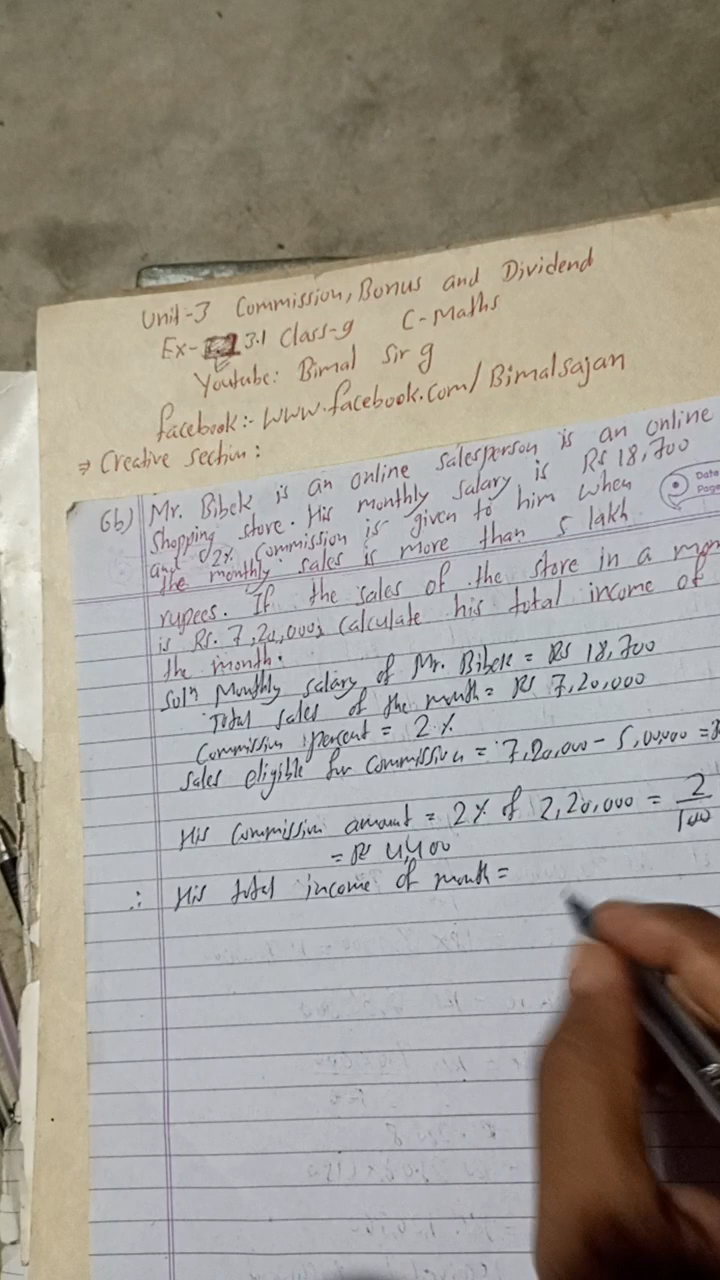 Unit-3 Commission, Bonus and Dividend
Ex- 3.1 Class-9 C-Maths
Youtube: Bimal Sir g
facebook:- www.facebook.com/Bimalsajan
⇒ Creative section:
6b) Mr. Bibek is an online salesperson is an online
shopping store. His monthly salary is Rs 18,700
and 2% Commission is given to him when
the monthly sales is more than 5 lakh
Date
Page
rupees. If the sales of the store in a mon
is Rs. 7,20,000, Calculate his total income of
the month.
Solⁿ Monthly salary of Mr. Bibek = Rs 18,700
Total sales of the month = Rs 7,20,000
Commission percent = 2%
Sales eligible for commission = 7,20,000 - 5,00,000 =
His commission amount = 2% of 2,20,000 = 2/100
= Rs 4,400
∴ His total income of month =